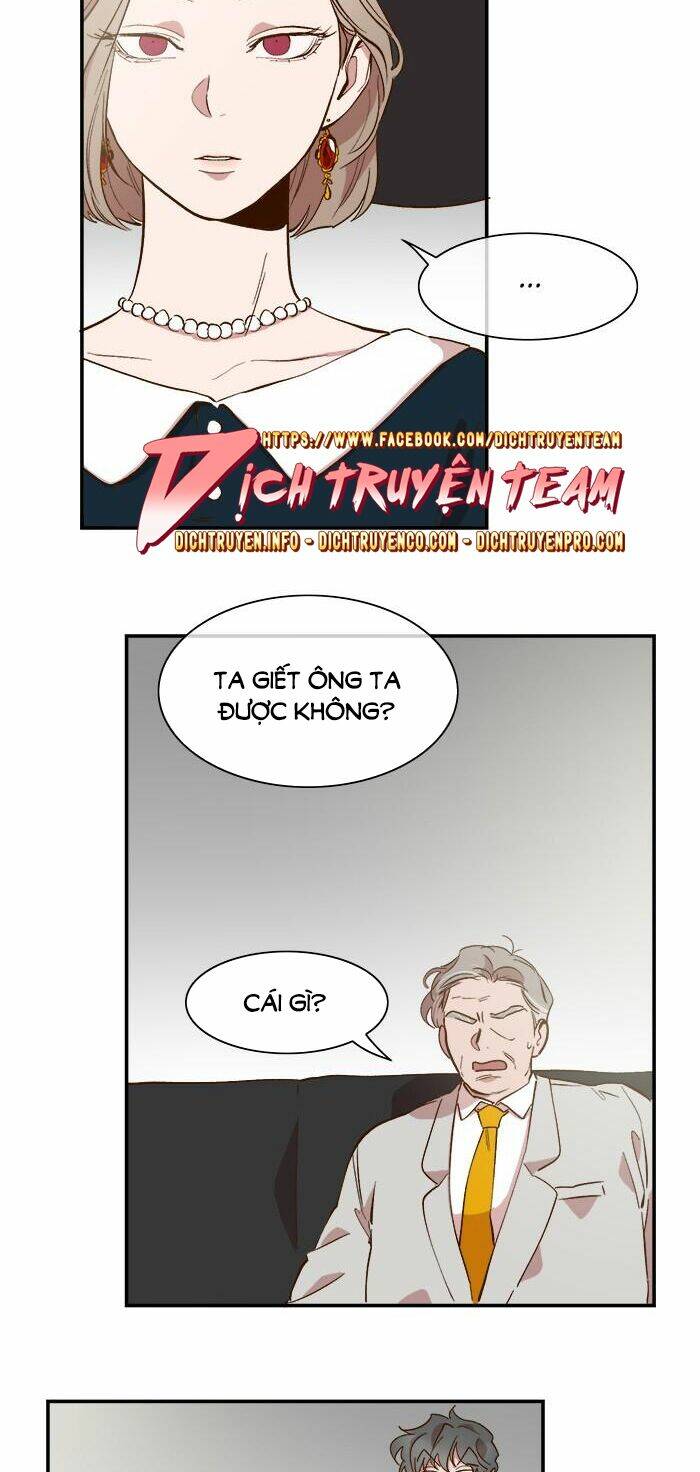 ...
HTTPS://WWW.FACEBOOK.COM/DICHTRUYENTEAM
DỊCH TRUYỆN TEAM
DICHTRUYEN.INFO - DICHTRUYENCO.COM - DICHTRUYENPRO.COM
TA GIẾT ÔNG TA
ĐƯỢC KHÔNG?
CÁI GÌ?